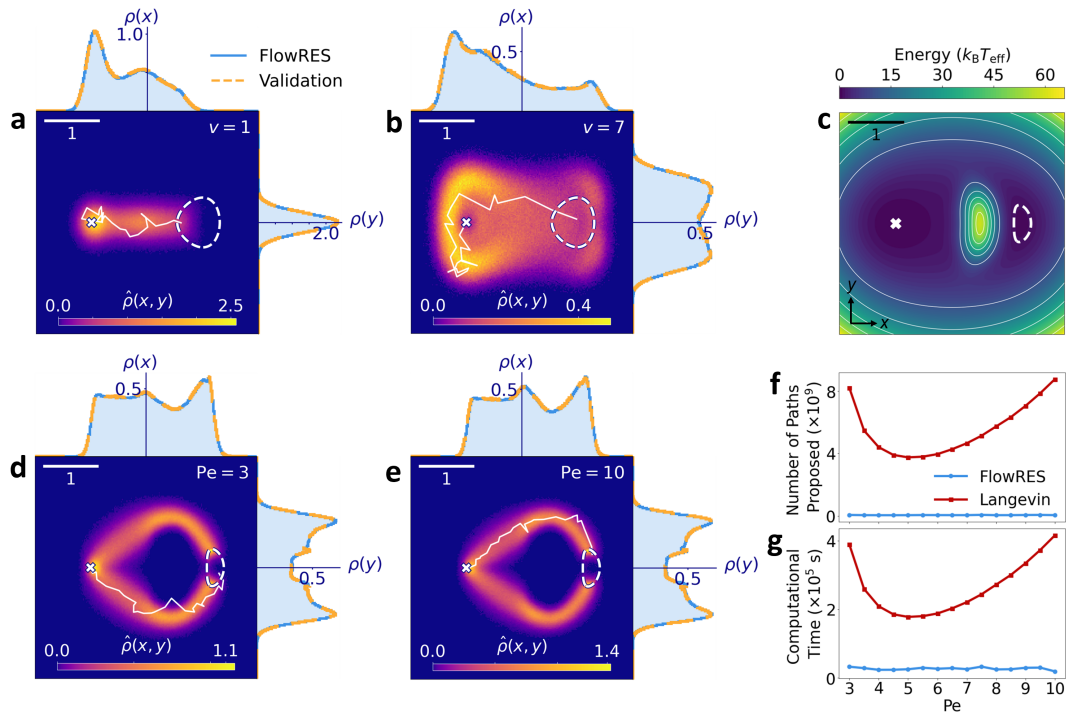 ρ(x)
1.0
FlowRES
Validation
a
1
v = 1
2.0
ρ(y)
0.0
ρ̂(x, y)
2.5
ρ(x)
0.5
b
1
v = 7
0.5
ρ(y)
0.0
ρ̂(x, y)
0.4
Energy (k_BT_eff)
0 15 30 45 60
c
1
y
x
ρ(x)
0.5
d
1
Pe = 3
0.5
ρ(y)
0.0
ρ̂(x, y)
1.1
ρ(x)
0.5
e
1
Pe = 10
0.5
ρ(y)
0.0
ρ̂(x, y)
1.4
f
Number of Paths
Proposed (×10⁹)
8
4
0
FlowRES
Langevin
g
Computational
Time (×10⁵ s)
4
2
0
3 4 5 6 7 8 9 10
Pe